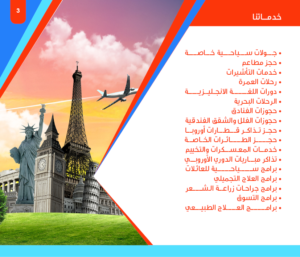 3
خدماتنا
• جولات سياحية خاصة
• حجز مطاعم
• خدمات التأشيرات
• رحلات العمرة
• دورات اللغة الانجليزية
• الرحلات البحرية
• حجوزات الفنادق
• حجوزات الفلل والشقق الفندقية
• حجز تذاكر قطارات أوروبا
• حجز الطائرات الخاصة
• خدمات المعسكرات والتخييم
• تذاكر مباريات الدوري الأوروبي
• برامج سياحية للعائلات
• برامج العلاج التجميلي
• برامج جراحات زراعة الشعر
• برامج التسوق
• برامج العلاج الطبيعي